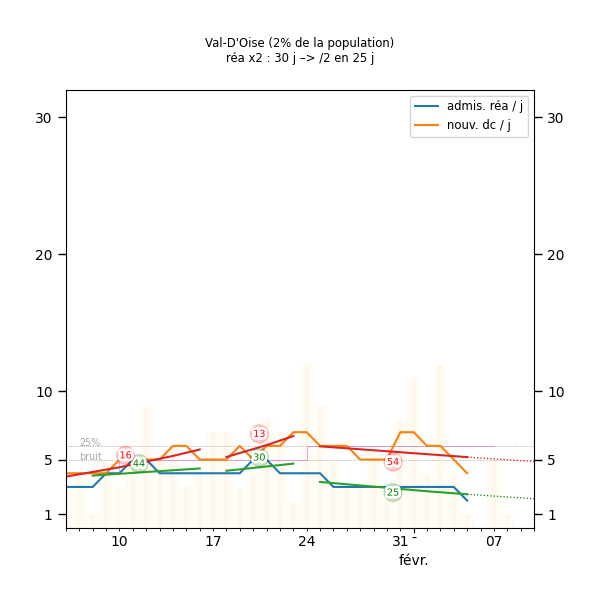 Val-D'Oise (2% de la population)
réa x2 : 30 j –> /2 en 25 j
admis. réa / j
nouv. dc / j
30 30
20 20
10 10
25%
bruit
5 5
1 1
16
44
13
30
54
25
10 17 24 31 - 07
févr.